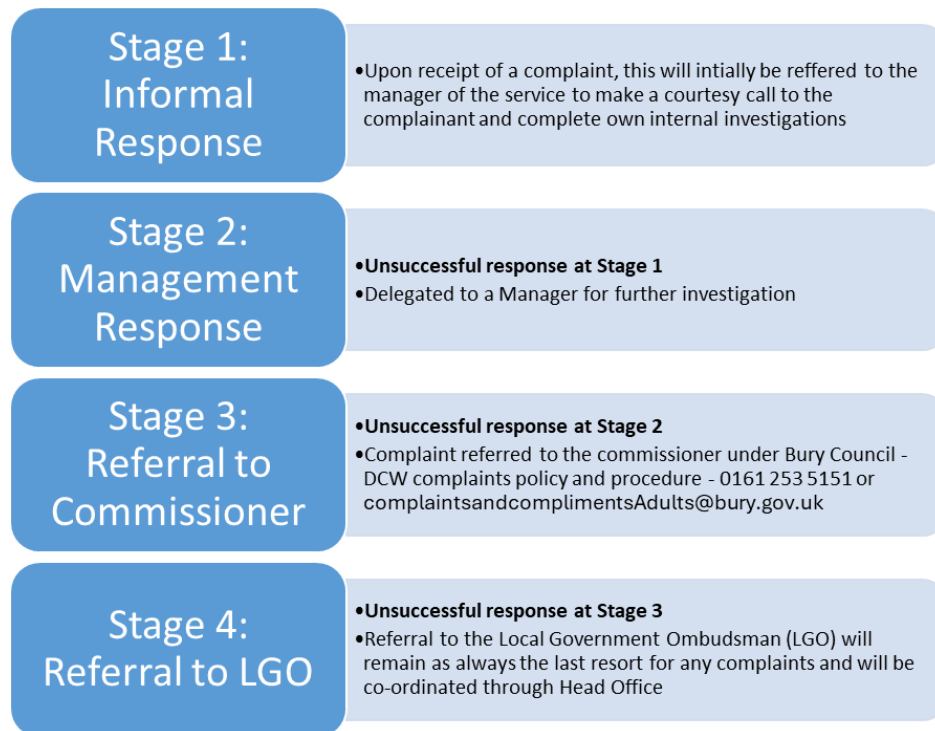 Stage 1:
Informal
Response
•Upon receipt of a complaint, this will intially be reffered to the
manager of the service to make a courtesy call to the
complainant and complete own internal investigations
Stage 2:
Management
Response
•Unsuccessful response at Stage 1
•Delegated to a Manager for further investigation
Stage 3:
Referral to
Commissioner
•Unsuccessful response at Stage 2
•Complaint referred to the commissioner under Bury Council -
DCW complaints policy and procedure - 0161 253 5151 or
complaintsandcomplimentsAdults@bury.gov.uk
Stage 4:
Referral to LGO
•Unsuccessful response at Stage 3
•Referral to the Local Government Ombudsman (LGO) will
remain as always the last resort for any complaints and will be
co-ordinated through Head Office